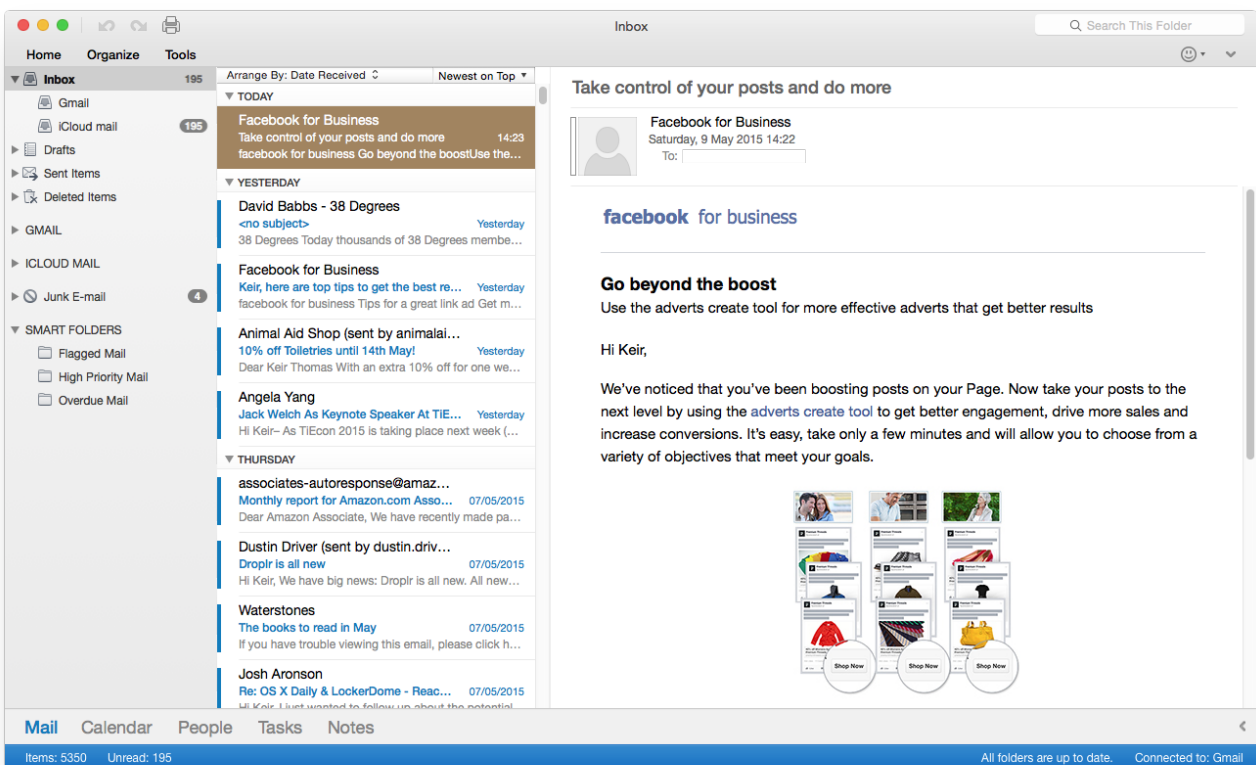 Inbox
Search This Folder
Home Organize Tools
Inbox 195
Gmail
iCloud mail 195
Drafts
Sent Items
Deleted Items
GMAIL
ICLOUD MAIL
Junk E-mail 4
SMART FOLDERS
Flagged Mail
High Priority Mail
Overdue Mail
Arrange By: Date Received Newest on Top
TODAY
Facebook for Business
Take control of your posts and do more 14:23
facebook for business Go beyond the boostUse the...
YESTERDAY
David Babbs - 38 Degrees
<no subject> Yesterday
38 Degrees Today thousands of 38 Degrees membe...
Facebook for Business
Keir, here are top tips to get the best re... Yesterday
facebook for business Tips for a great link ad Get m...
Animal Aid Shop (sent by animalai...
10% off Toiletries until 14th May! Yesterday
Dear Keir Thomas With an extra 10% off for one we...
Angela Yang
Jack Welch As Keynote Speaker At TiE... Yesterday
Hi Keir– As TiEcon 2015 is taking place next week (...
THURSDAY
associates-autoresponse@amaz...
Monthly report for Amazon.com Asso... 07/05/2015
Dear Amazon Associate, We have recently made pa...
Dustin Driver (sent by dustin.driv...
Droplr is all new 07/05/2015
Hi Keir, We have big news: Droplr is all new. All new...
Waterstones
The books to read in May 07/05/2015
If you have trouble viewing this email, please click h...
Josh Aronson
Re: OS X Daily & LockerDome - Reac... 07/05/2015
Hi Keir, I just wanted to follow up about the potential
Take control of your posts and do more
Facebook for Business
Saturday, 9 May 2015 14:22
To:
facebook for business
Go beyond the boost
Use the adverts create tool for more effective adverts that get better results
Hi Keir,
We've noticed that you've been boosting posts on your Page. Now take your posts to the
next level by using the adverts create tool to get better engagement, drive more sales and
increase conversions. It's easy, take only a few minutes and will allow you to choose from a
variety of objectives that meet your goals.
Shop Now Shop Now Shop Now
Mail Calendar People Tasks Notes
Items: 5350 Unread: 195 All folders are up to date. Connected to: Gmail